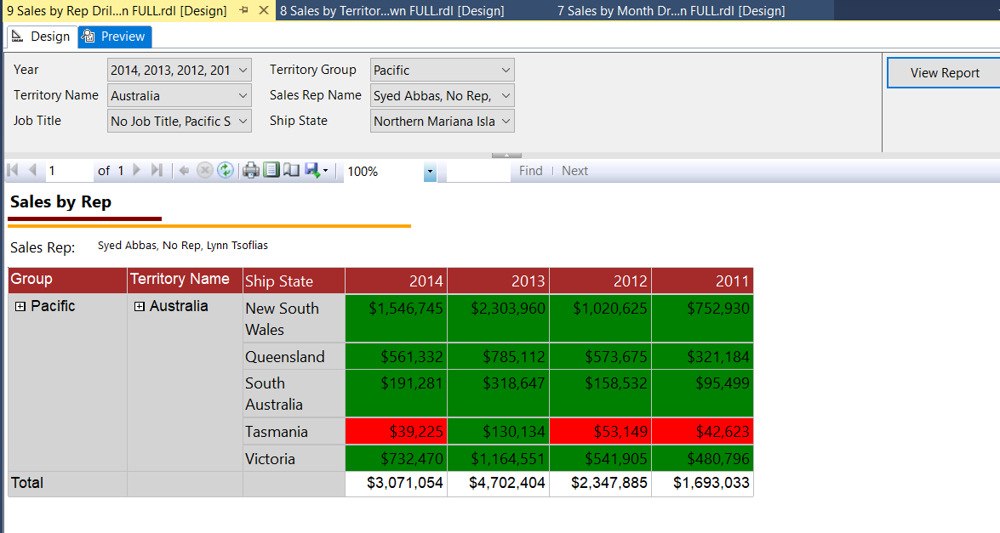 9 Sales by Rep Dril...n FULL.rdl [Design] 8 Sales by Territor...wn FULL.rdl [Design] 7 Sales by Month Dr...n FULL.rdl [Design]
Design Preview
Year 2014, 2013, 2012, 201 Territory Group Pacific View Report
Territory Name Australia Sales Rep Name Syed Abbas, No Rep,
Job Title No Job Title, Pacific S Ship State Northern Mariana Isla
1 of 1 100% Find Next
Sales by Rep
Sales Rep: Syed Abbas, No Rep, Lynn Tsoflias
Group Territory Name Ship State 2014 2013 2012 2011
Pacific Australia New South $1,546,745 $2,303,960 $1,020,625 $752,930
Wales
Queensland $561,332 $785,112 $573,675 $321,184
South $191,281 $318,647 $158,532 $95,499
Australia
Tasmania $39,225 $130,134 $53,149 $42,623
Victoria $732,470 $1,164,551 $541,905 $480,796
Total $3,071,054 $4,702,404 $2,347,885 $1,693,033